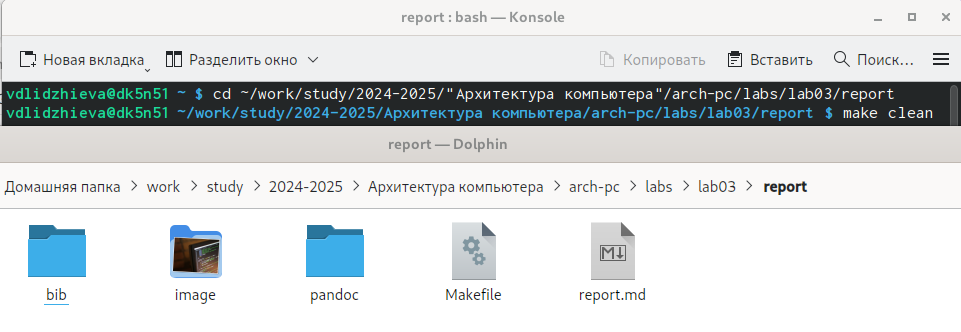 report : bash — Konsole
Новая вкладка Разделить окно Копировать Вставить Поиск...
vdlidzhieva@dk5n51 ~ $ cd ~/work/study/2024-2025/"Архитектура компьютера"/arch-pc/labs/lab03/report
vdlidzhieva@dk5n51 ~/work/study/2024-2025/Архитектура компьютера/arch-pc/labs/lab03/report $ make clean
report — Dolphin
Домашняя папка > work > study > 2024-2025 > Архитектура компьютера > arch-pc > labs > lab03 > report
bib image pandoc Makefile report.md